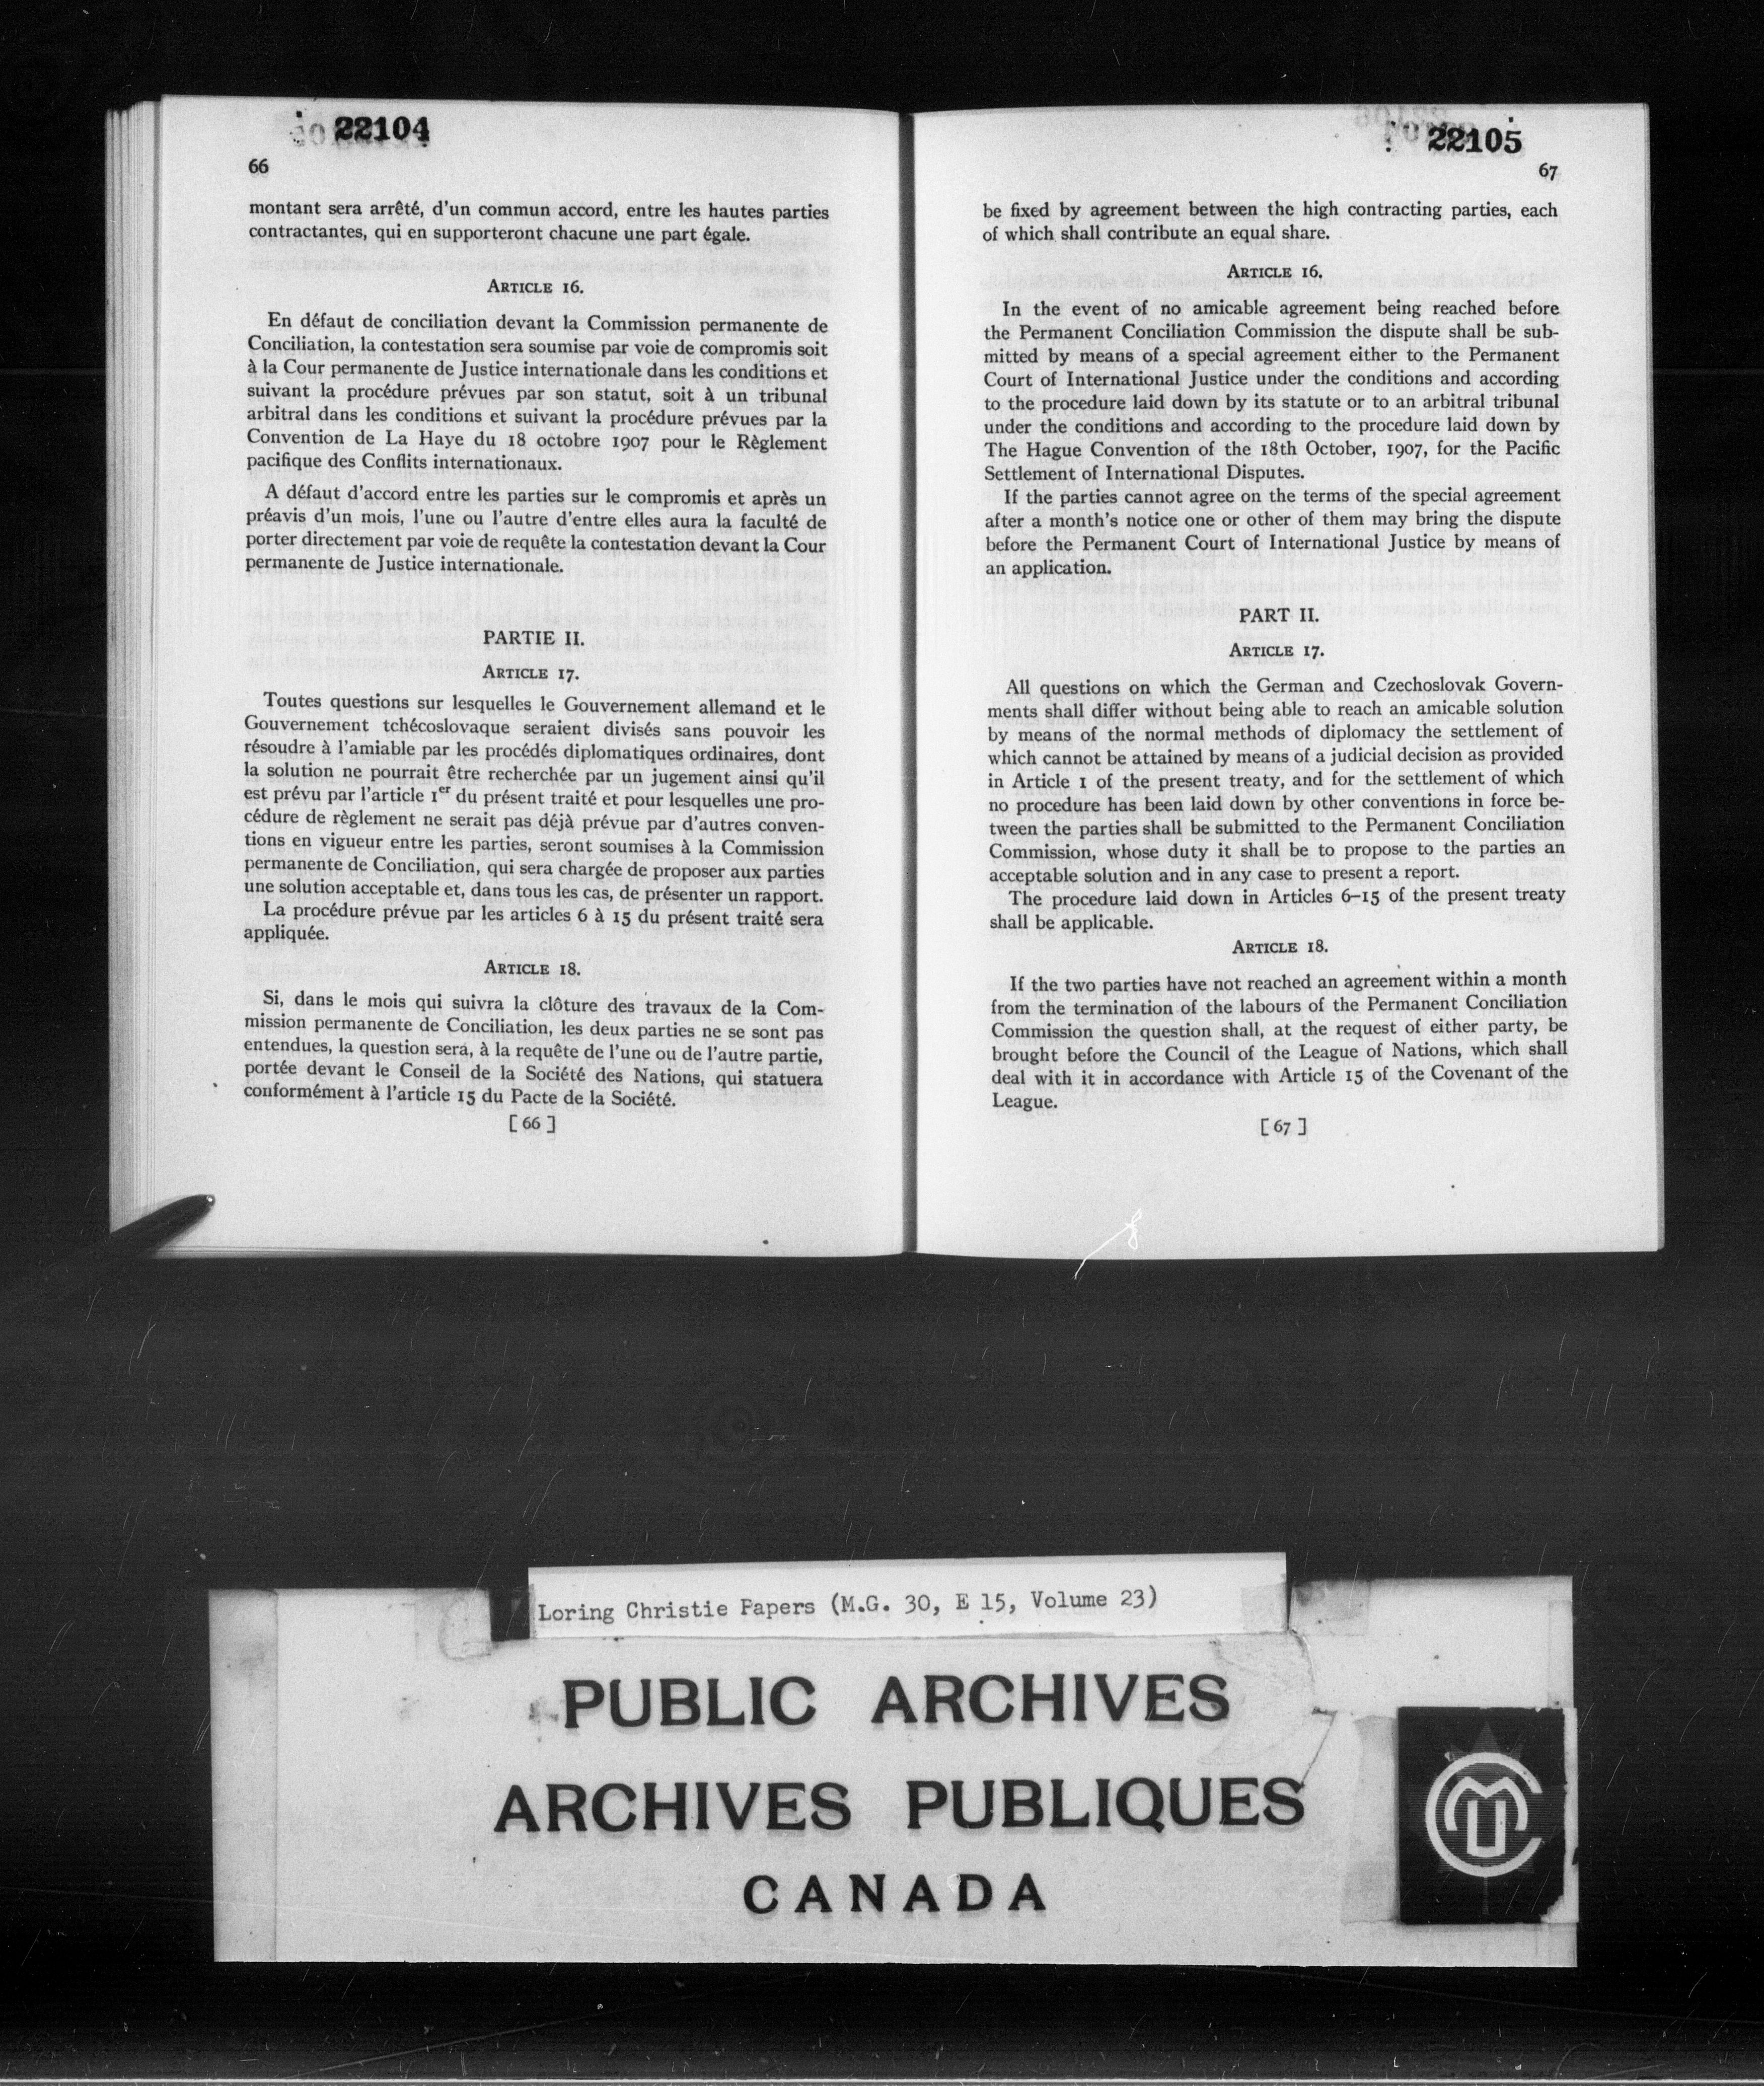 22104
66
montant sera arrêté, d'un commun accord, entre les hautes parties
contractantes, qui en supporteront chacune une part égale.
ARTICLE 16.
En défaut de conciliation devant la Commission permanente de
Conciliation, la contestation sera soumise par voie de compromis soit
à la Cour permanente de Justice internationale dans les conditions et
suivant la procédure prévues par son statut, soit à un tribunal
arbitral dans les conditions et suivant la procédure prévues par la
Convention de La Haye du 18 octobre 1907 pour le Règlement
pacifique des Conflits internationaux.
A défaut d'accord entre les parties sur le compromis et après un
préavis d'un mois, l'une ou l'autre d'entre elles aura la faculté de
porter directement par voie de requête la contestation devant la Cour
permanente de Justice internationale.
PARTIE II.
ARTICLE 17.
Toutes questions sur lesquelles le Gouvernement allemand et le
Gouvernement tchécoslovaque seraient divisés sans pouvoir les
résoudre à l'amiable par les procédés diplomatiques ordinaires, dont
la solution ne pourrait être recherchée par un jugement ainsi qu'il
est prévu par l'article 1er du présent traité et pour lesquelles une pro-
cédure de règlement ne serait pas déjà prévue par d'autres conven-
tions en vigueur entre les parties, seront soumises à la Commission
permanente de Conciliation, qui sera chargée de proposer aux parties
une solution acceptable et, dans tous les cas, de présenter un rapport.
La procédure prévue par les articles 6 à 15 du présent traité sera
appliquée.
ARTICLE 18.
Si, dans le mois qui suivra la clôture des travaux de la Com-
mission permanente de Conciliation, les deux parties ne se sont pas
entendues, la question sera, à la requête de l'une ou de l'autre partie,
portée devant le Conseil de la Société des Nations, qui statuera
conformément à l'article 15 du Pacte de la Société.
[ 66 ]
22105
67
be fixed by agreement between the high contracting parties, each
of which shall contribute an equal share.
ARTICLE 16.
In the event of no amicable agreement being reached before
the Permanent Conciliation Commission the dispute shall be sub-
mitted by means of a special agreement either to the Permanent
Court of International Justice under the conditions and according
to the procedure laid down by its statute or to an arbitral tribunal
under the conditions and according to the procedure laid down by
The Hague Convention of the 18th October, 1907, for the Pacific
Settlement of International Disputes.
If the parties cannot agree on the terms of the special agreement
after a month's notice one or other of them may bring the dispute
before the Permanent Court of International Justice by means of
an application.
PART II.
ARTICLE 17.
All questions on which the German and Czechoslovak Govern-
ments shall differ without being able to reach an amicable solution
by means of the normal methods of diplomacy the settlement of
which cannot be attained by means of a judicial decision as provided
in Article 1 of the present treaty, and for the settlement of which
no procedure has been laid down by other conventions in force be-
tween the parties shall be submitted to the Permanent Conciliation
Commission, whose duty it shall be to propose to the parties an
acceptable solution and in any case to present a report.
The procedure laid down in Articles 6–15 of the present treaty
shall be applicable.
ARTICLE 18.
If the two parties have not reached an agreement within a month
from the termination of the labours of the Permanent Conciliation
Commission the question shall, at the request of either party, be
brought before the Council of the League of Nations, which shall
deal with it in accordance with Article 15 of the Covenant of the
League.
[ 67 ]
Loring Christie Papers (M.G. 30, E 15, Volume 23)
PUBLIC ARCHIVES
ARCHIVES PUBLIQUES
CANADA